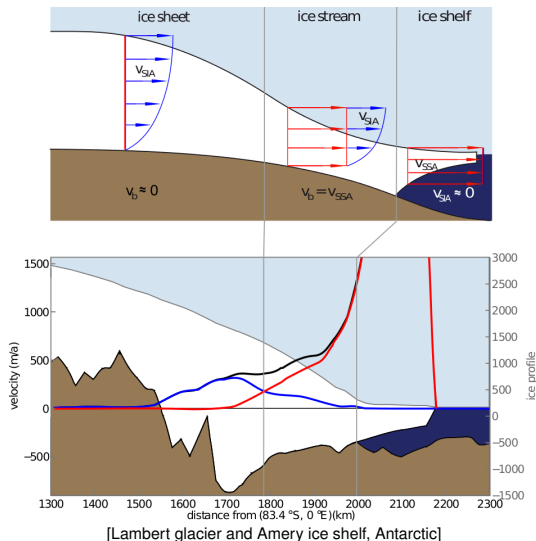 ice sheet ice stream ice shelf
vSIA vSIA
vSSA
vb ≈ 0 vb = vSSA vSIA ≈ 0
1500 3000
2500
1000 2000
1500
500 1000
500
0 0
−500
−500 −1000
−1500
velocity (m/a)
ice profile
1300 1400 1500 1600 1700 1800 1900 2000 2100 2200 2300
distance from (83.4 °S, 0 °E)(km)
[Lambert glacier and Amery ice shelf, Antarctic]